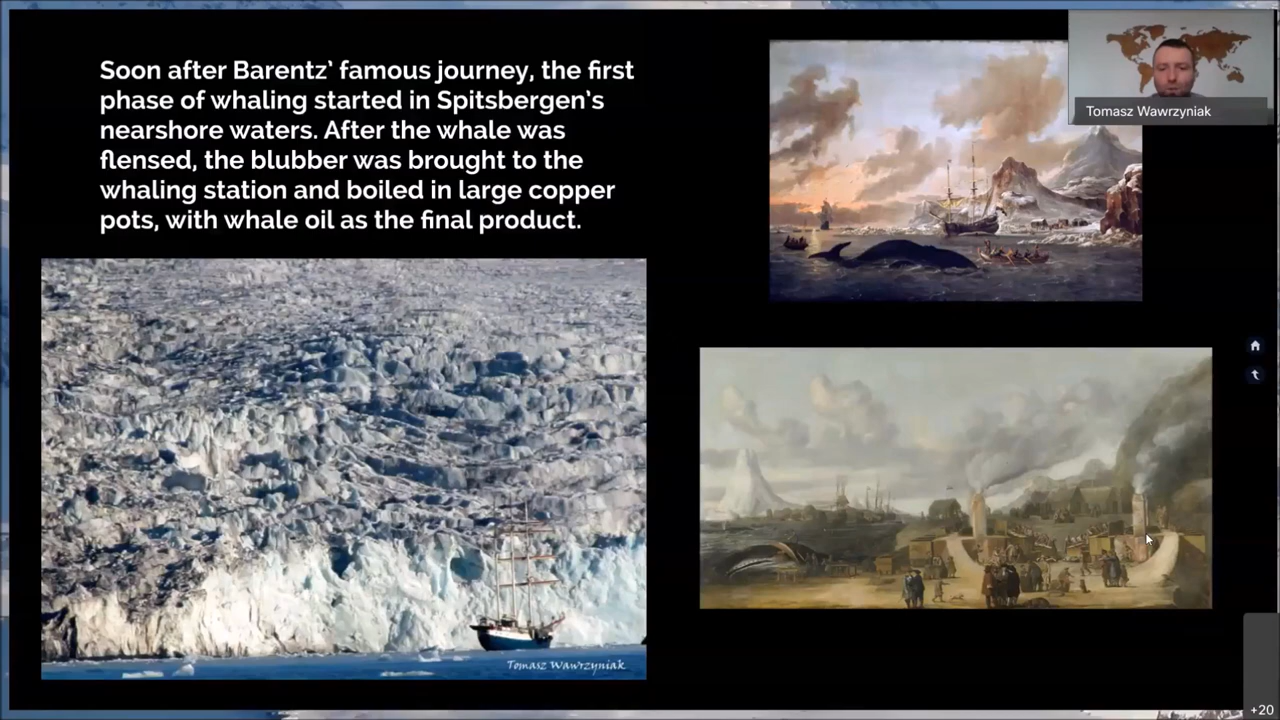 Soon after Barentz’ famous journey, the first
phase of whaling started in Spitsbergen’s
nearshore waters. After the whale was
flensed, the blubber was brought to the
whaling station and boiled in large copper
pots, with whale oil as the final product.
Tomasz Wawrzyniak
Tomasz Wawrzyniak
+20